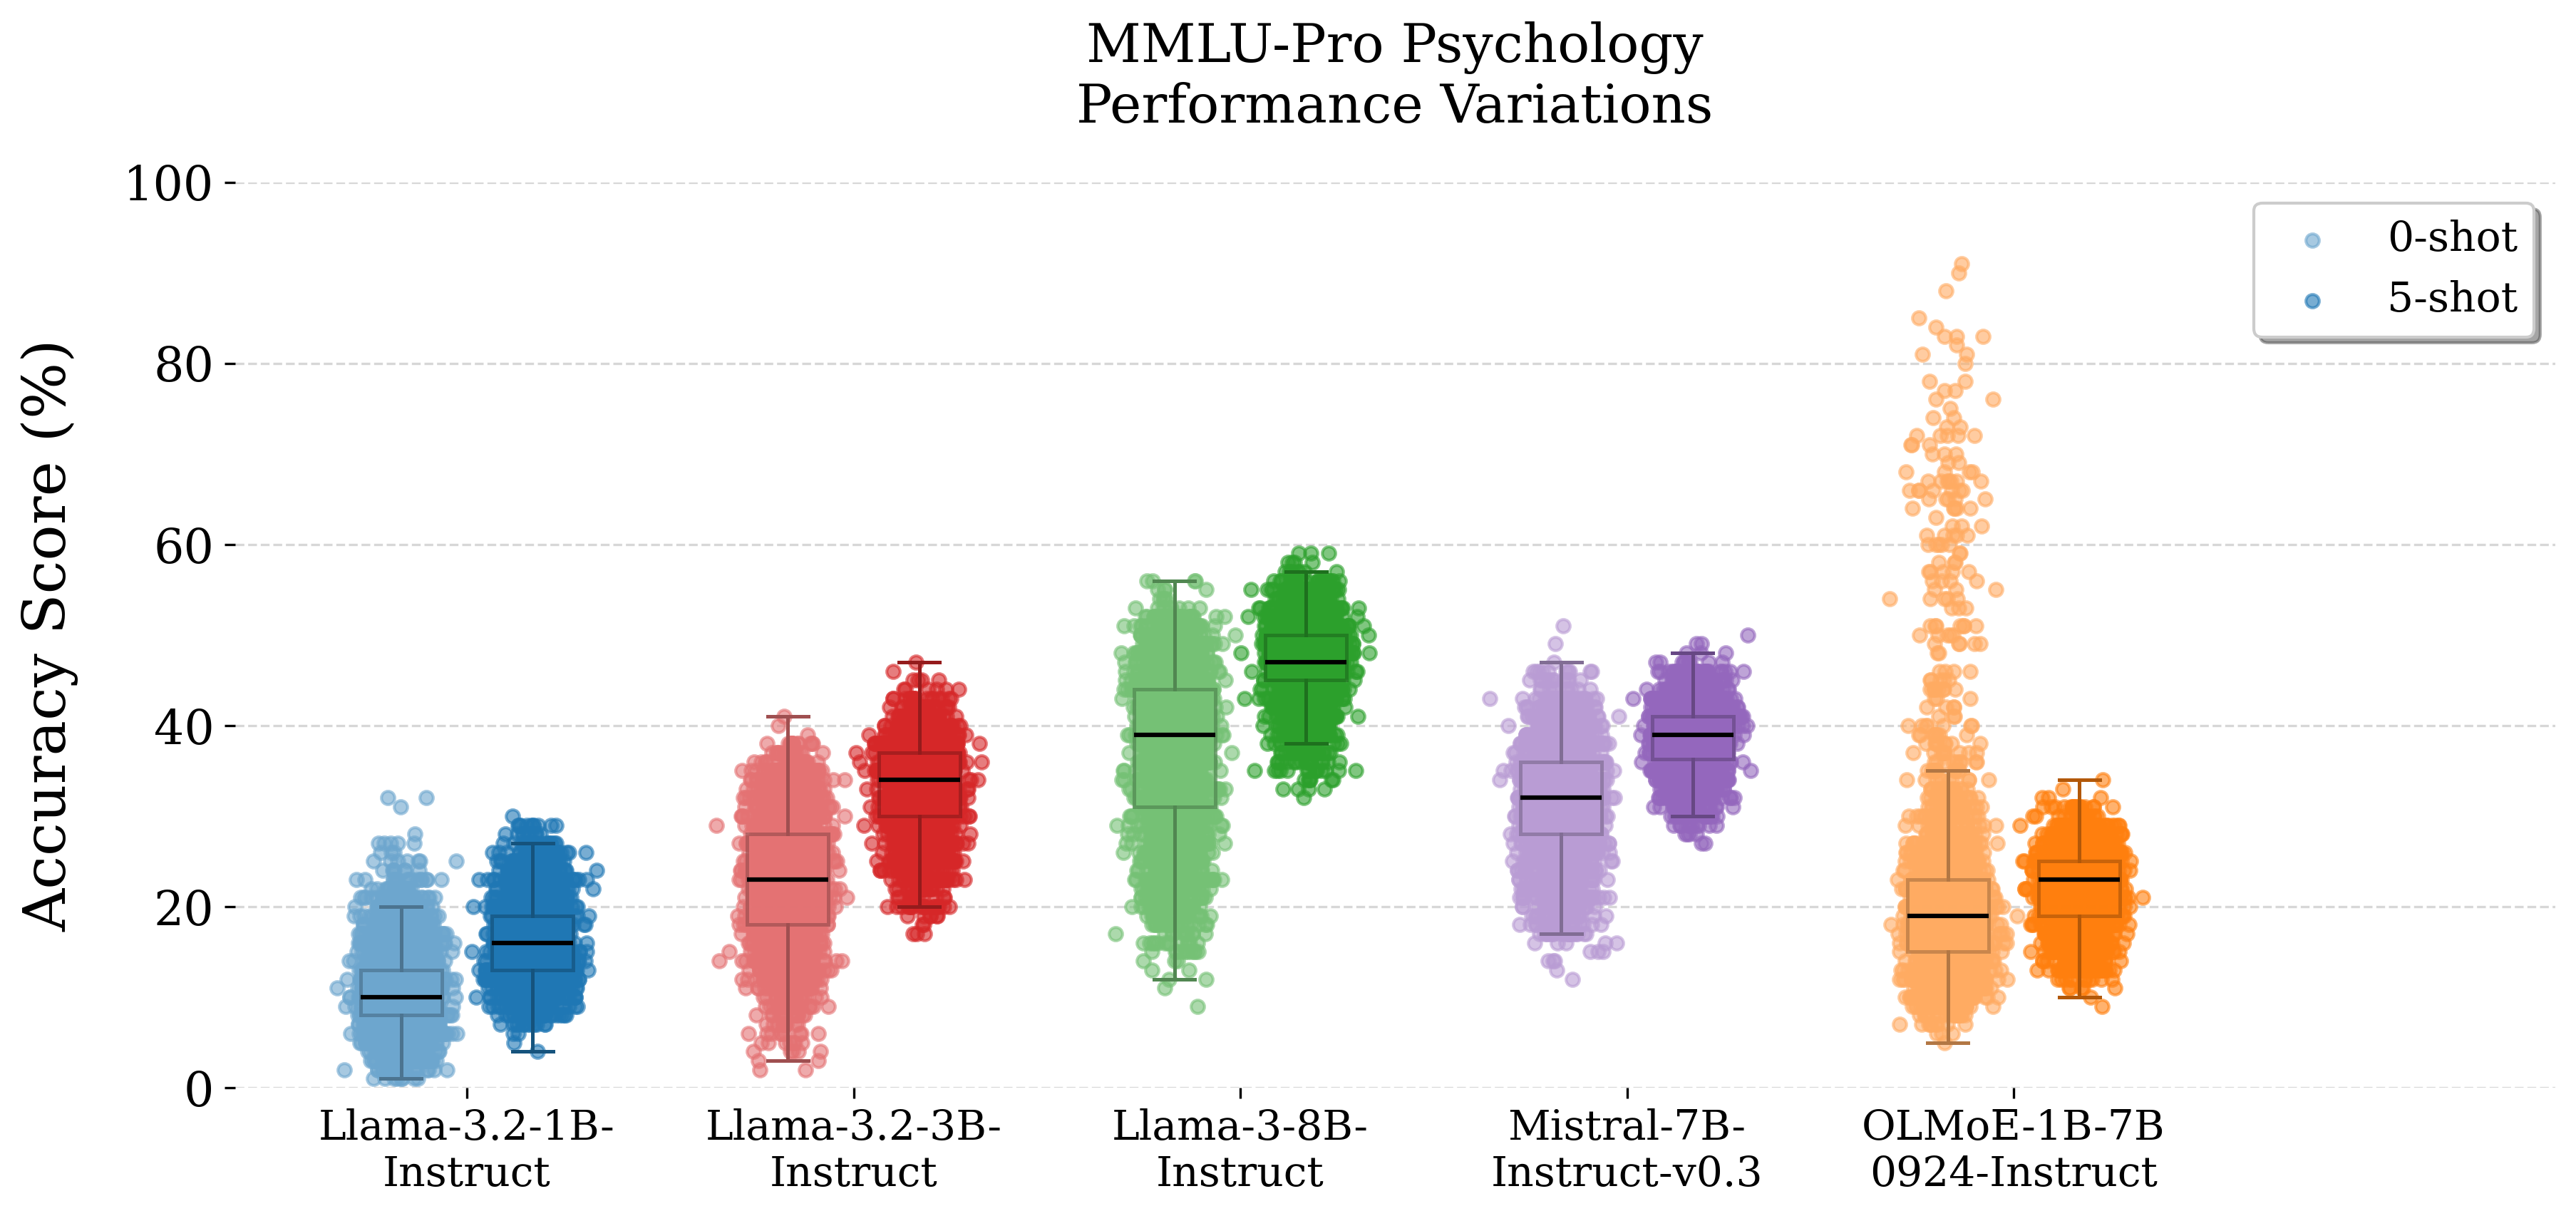 MMLU-Pro Psychology
Performance Variations
Accuracy Score (%)
100
80
60
40
20
0
0-shot
5-shot
Llama-3.2-1B-
Instruct
Llama-3.2-3B-
Instruct
Llama-3-8B-
Instruct
Mistral-7B-
Instruct-v0.3
OLMoE-1B-7B
0924-Instruct